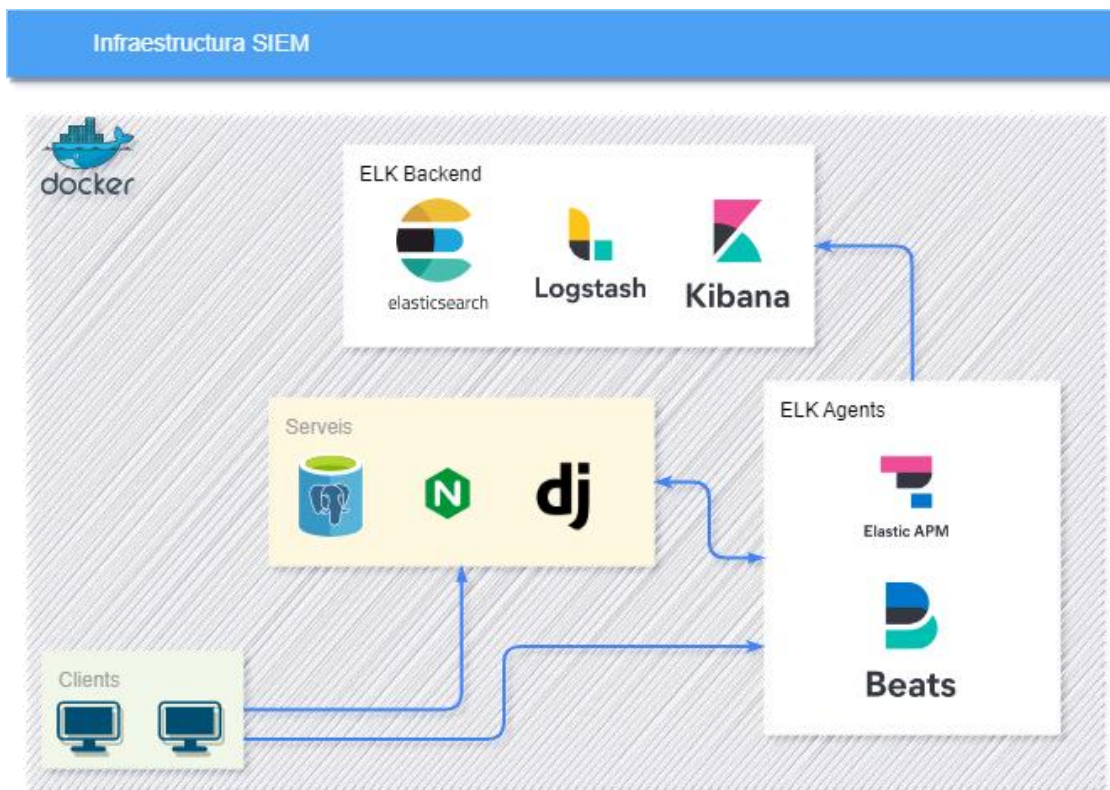 Infraestructura SIEM
docker
ELK Backend
elasticsearch
Logstash
Kibana
ELK Agents
Serveis
dj
Elastic APM
N
Clients
Beats